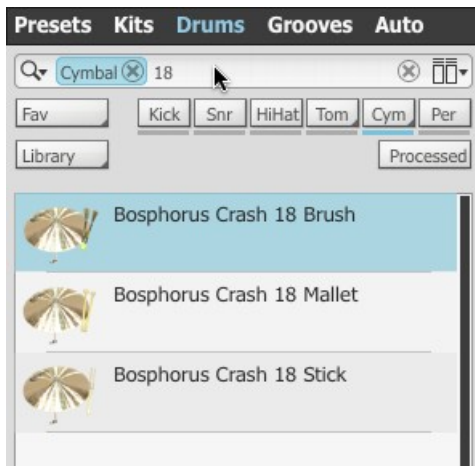 Presets Kits Drums Grooves Auto
Cymbal 18
Fav Kick Snr HiHat Tom Cym Per
Library Processed
Bosphorus Crash 18 Brush
Bosphorus Crash 18 Mallet
Bosphorus Crash 18 Stick